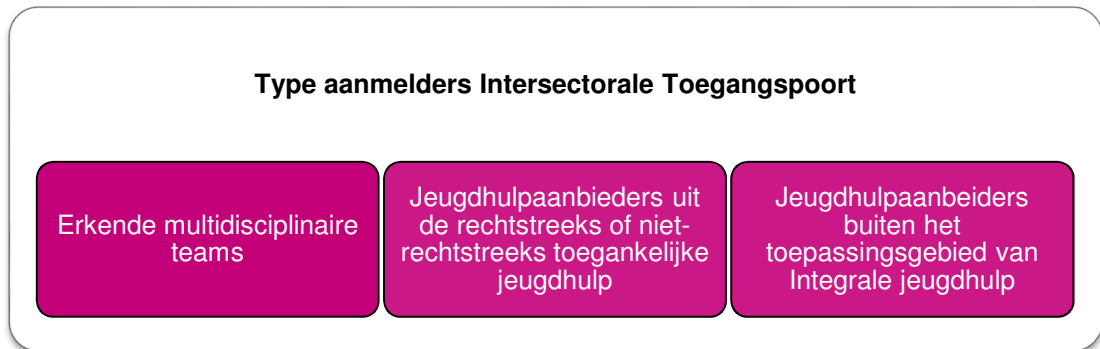 Type aanmelders Intersectorale Toegangspoort
Erkende multidisciplinaire
teams
Jeugdhulpaanbieders uit
de rechtstreeks of niet-
rechtstreeks toegankelijke
jeugdhulp
Jeugdhulpaanbeiders
buiten het
toepassingsgebied van
Integrale jeugdhulp